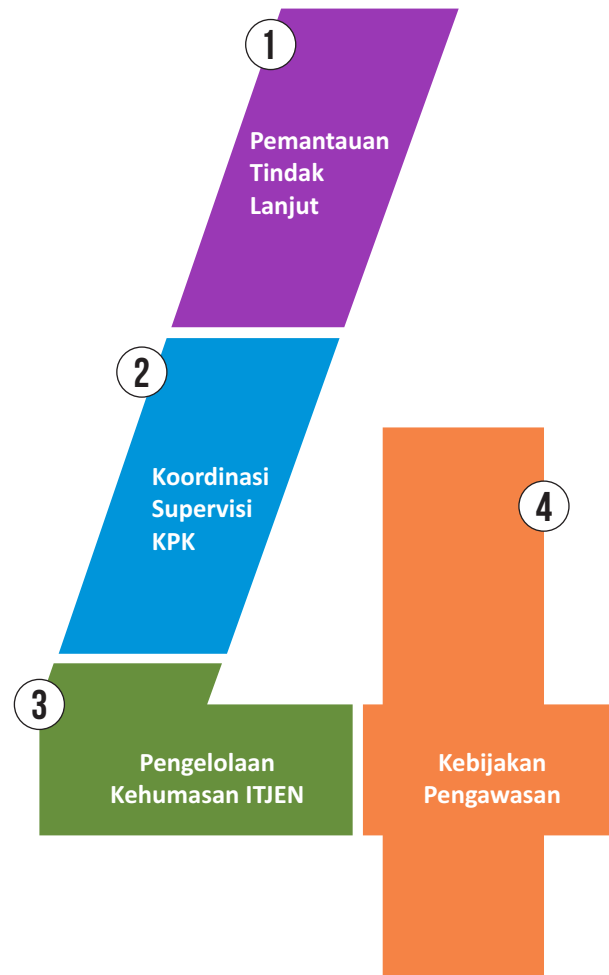 1
Pemantauan
Tindak
Lanjut
2
Koordinasi
Supervisi
KPK
3
Pengelolaan
Kehumasan ITJEN
4
Kebijakan
Pengawasan